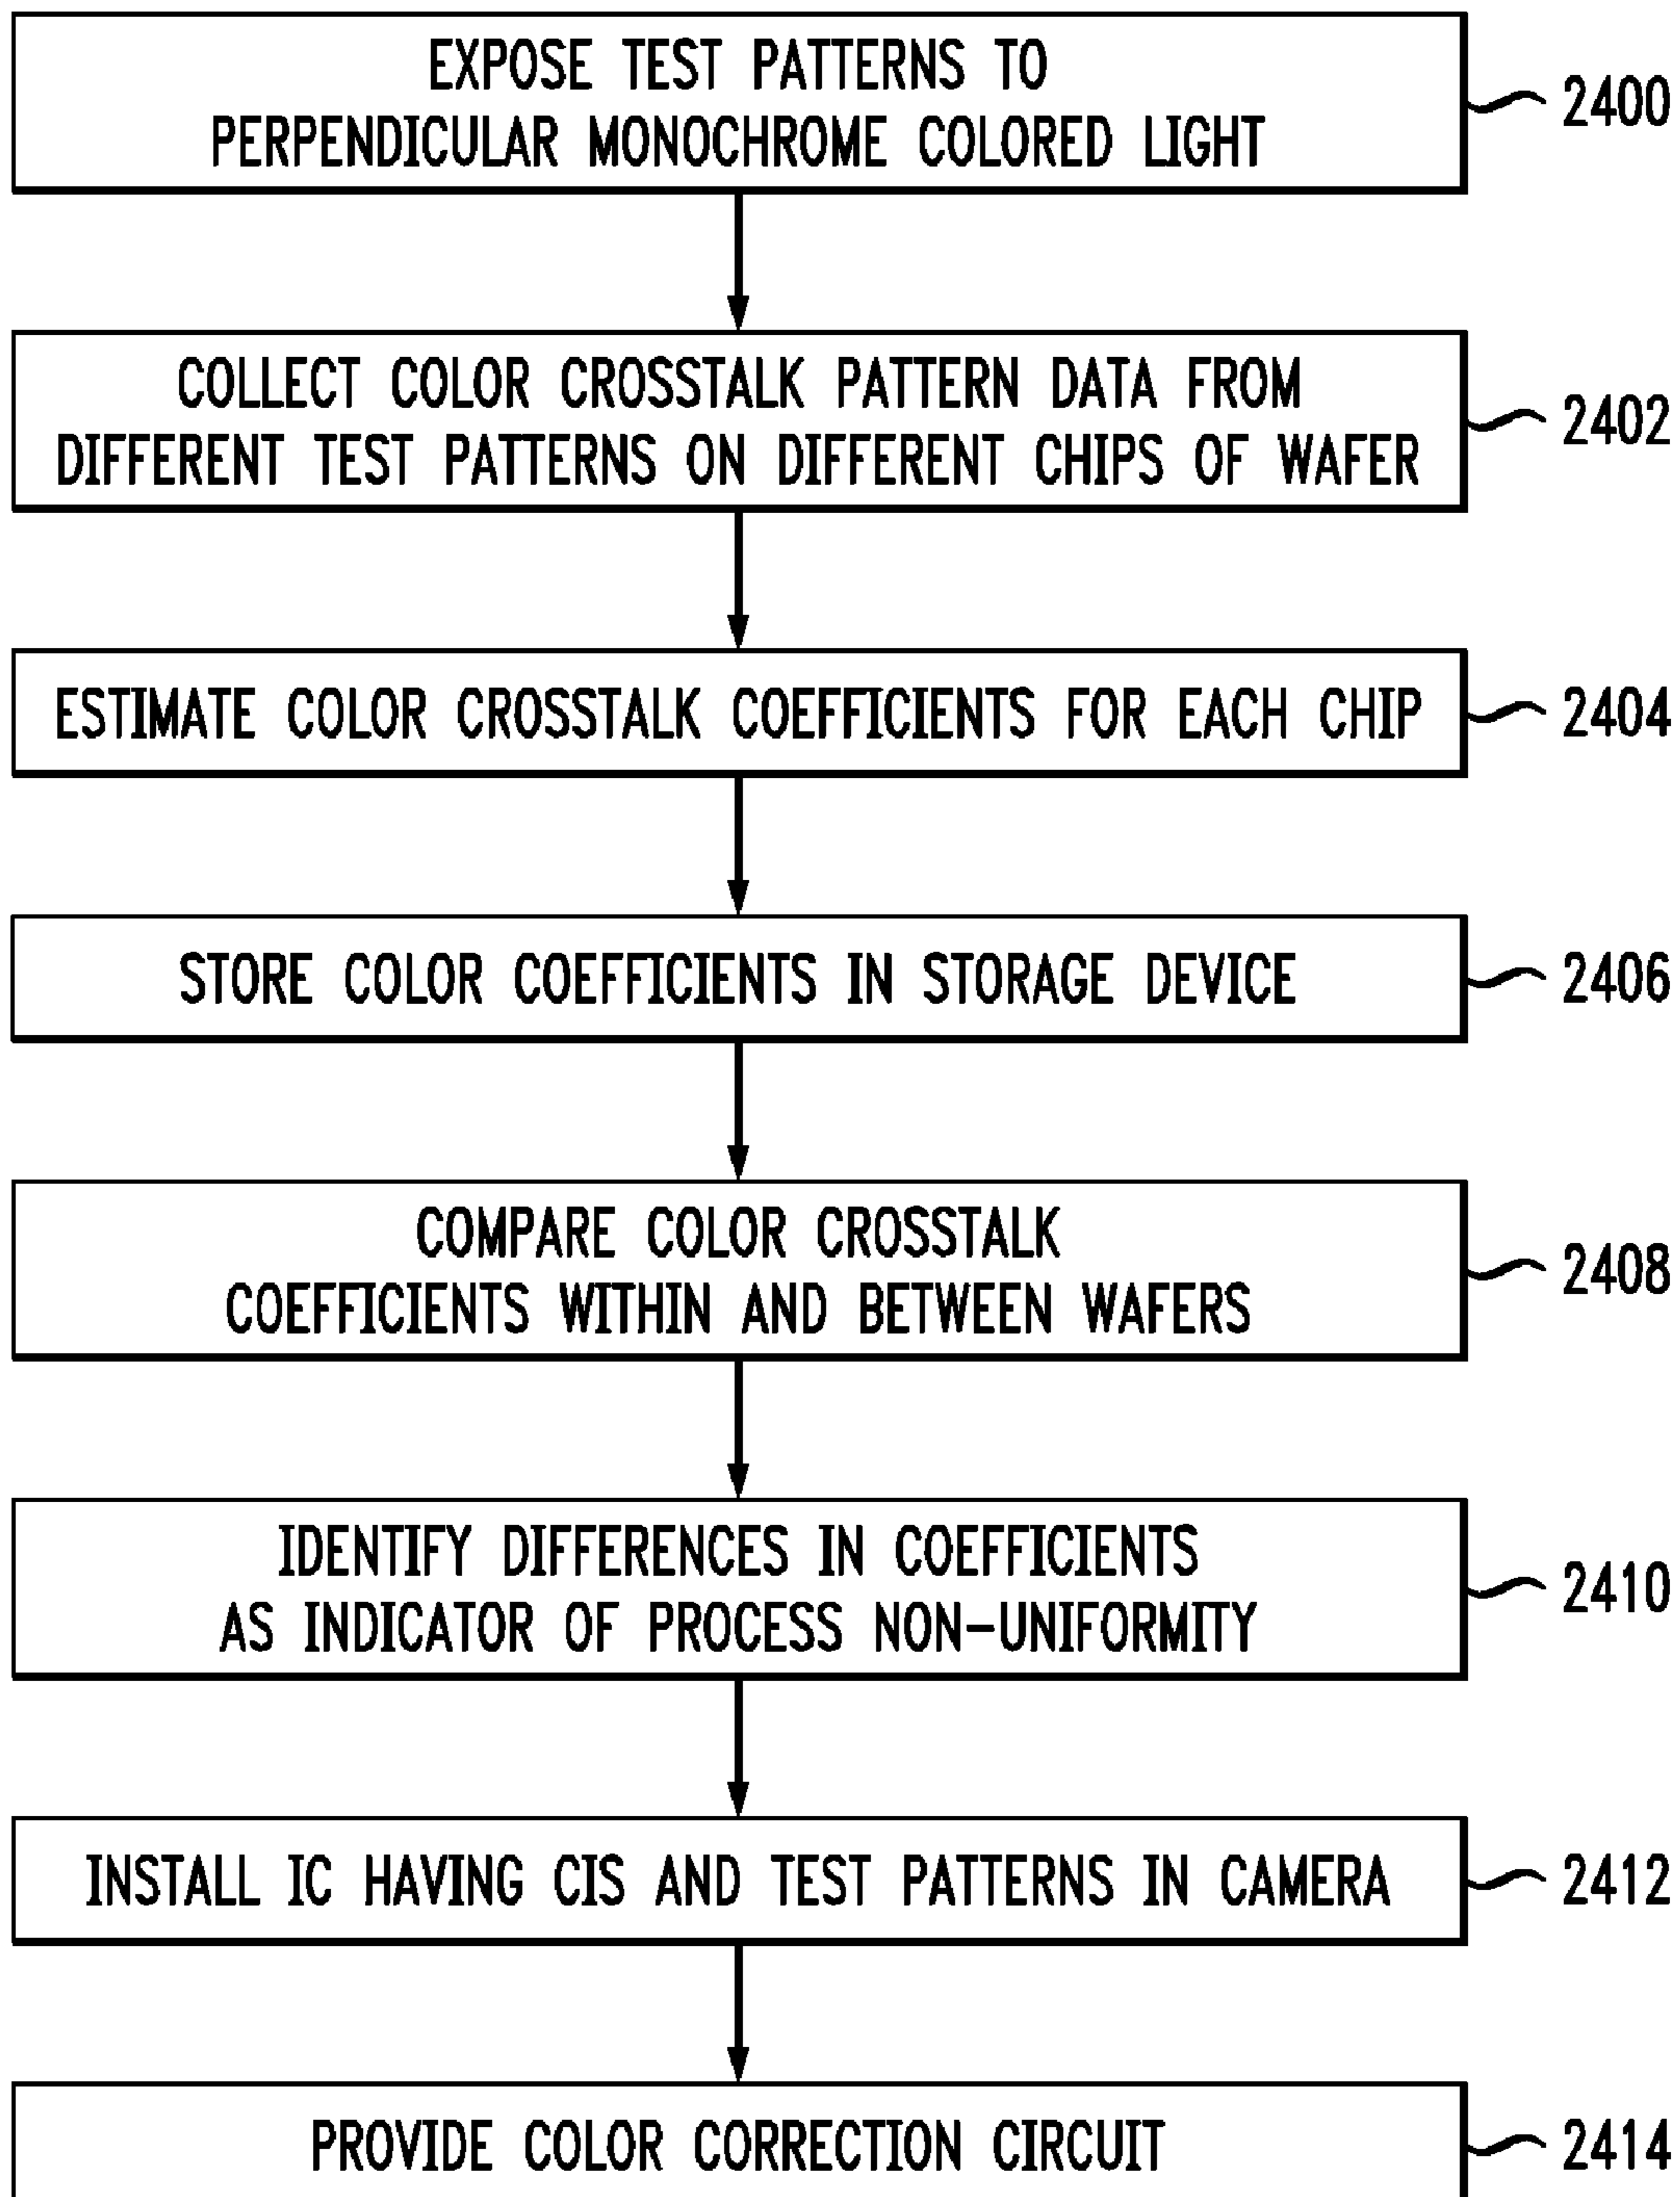 EXPOSE TEST PATTERNS TO
PERPENDICULAR MONOCHROME COLORED LIGHT
2400
COLLECT COLOR CROSSTALK PATTERN DATA FROM
DIFFERENT TEST PATTERNS ON DIFFERENT CHIPS OF WAFER
2402
ESTIMATE COLOR CROSSTALK COEFFICIENTS FOR EACH CHIP
2404
STORE COLOR COEFFICIENTS IN STORAGE DEVICE
2406
COMPARE COLOR CROSSTALK
COEFFICIENTS WITHIN AND BETWEEN WAFERS
2408
IDENTIFY DIFFERENCES IN COEFFICIENTS
AS INDICATOR OF PROCESS NON-UNIFORMITY
2410
INSTALL IC HAVING CIS AND TEST PATTERNS IN CAMERA
2412
PROVIDE COLOR CORRECTION CIRCUIT
2414